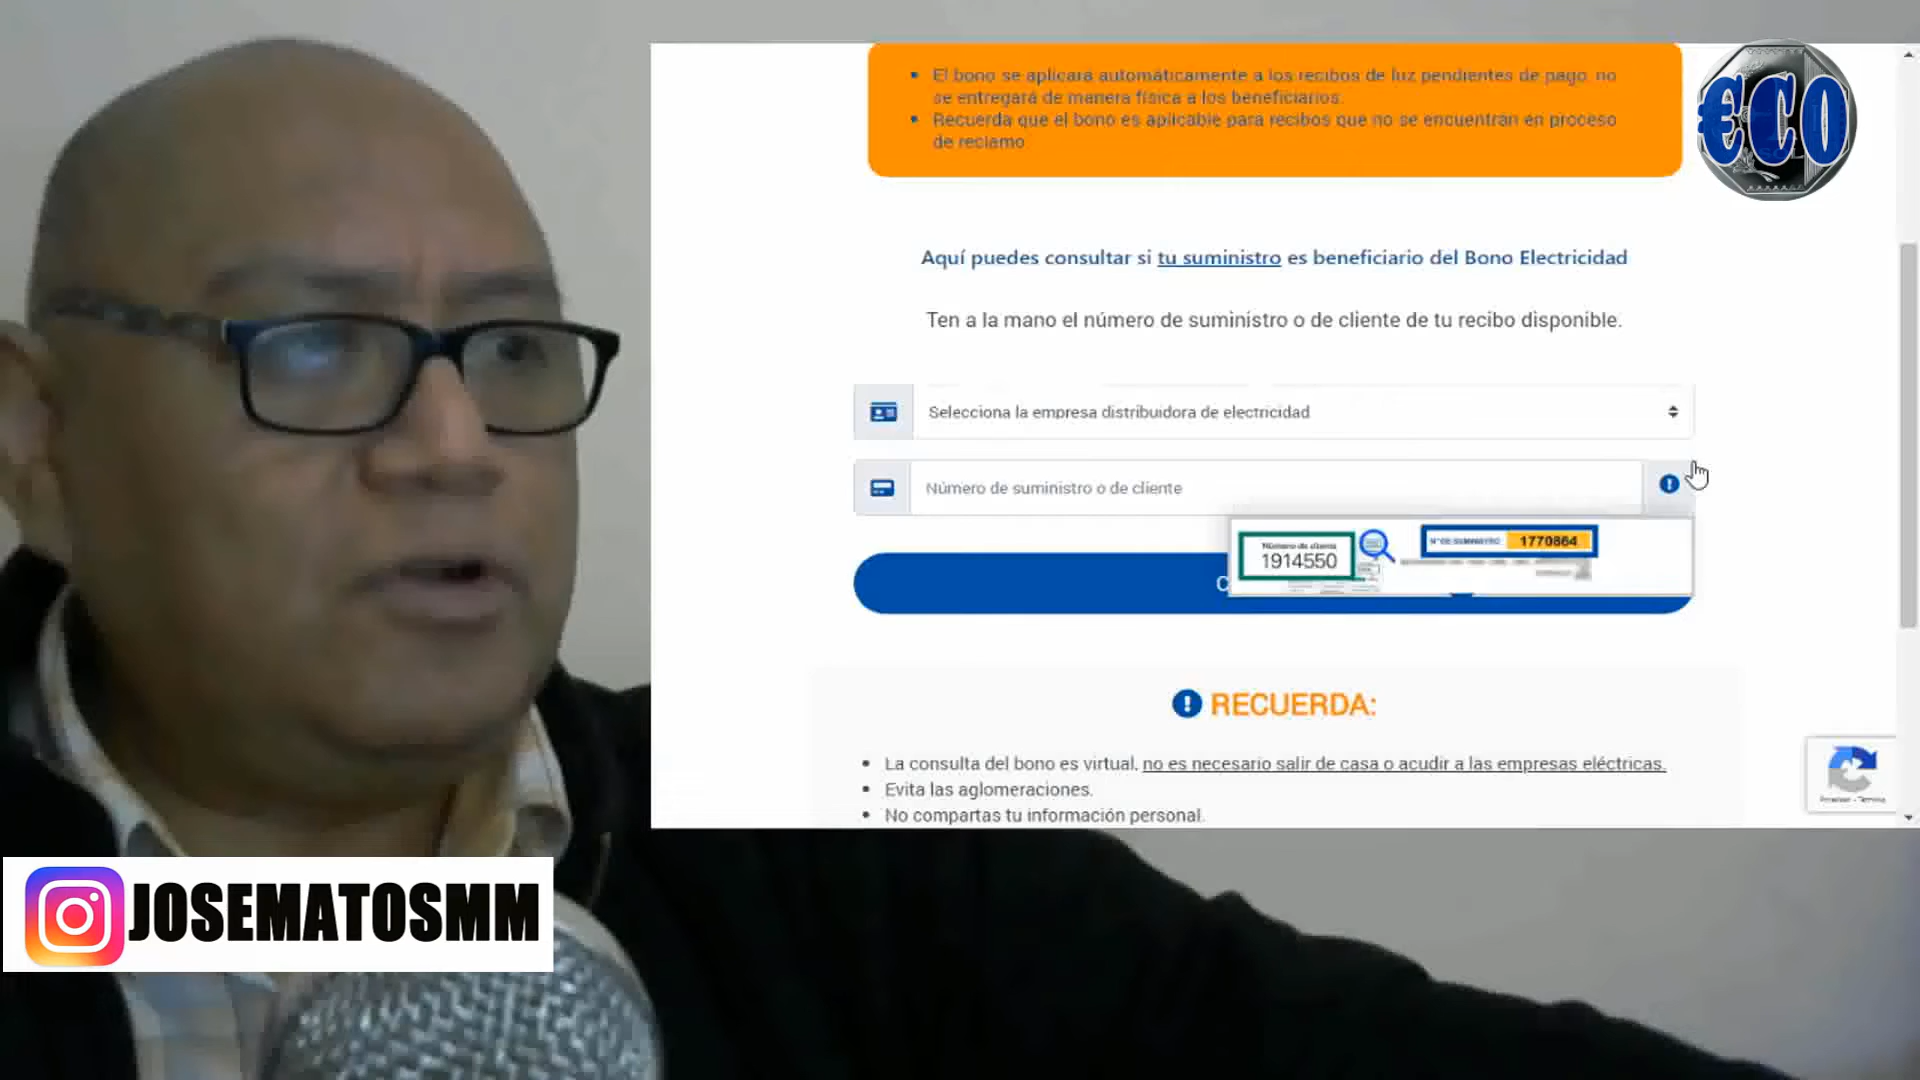 El bono se aplicará automáticamente a los recibos de luz pendientes de pago, no
se entregará de manera física a los beneficiarios.
Recuerda que el bono es aplicable para recibos que no se encuentran en proceso
de reclamo
€CO
Aquí puedes consultar si tu suministro es beneficiario del Bono Electricidad
Ten a la mano el número de suministro o de cliente de tu recibo disponible.
Selecciona la empresa distribuidora de electricidad
Número de suministro o de cliente
Número de cliente
1914550
N° DE SUMINISTRO 1770864
C
RECUERDA:
La consulta del bono es virtual, no es necesario salir de casa o acudir a las empresas eléctricas.
Evita las aglomeraciones.
No compartas tu información personal.
JOSEMATOSMM